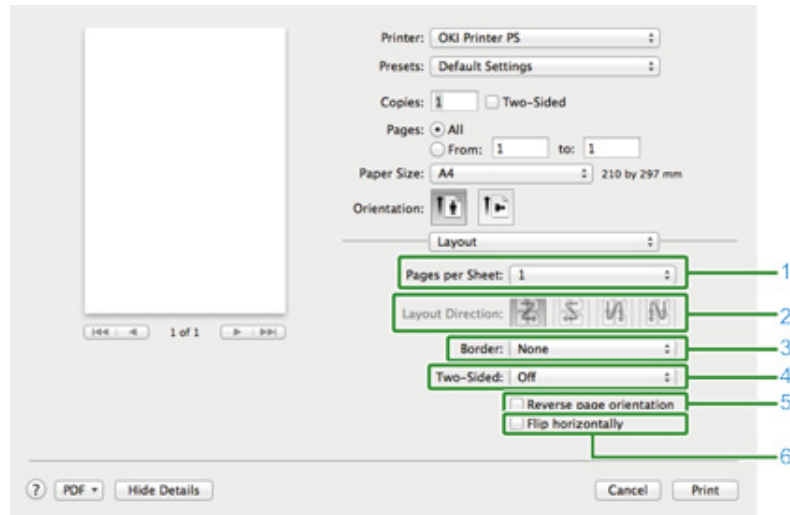 Printer: OKI Printer PS
Presets: Default Settings
Copies: 1 Two-Sided
Pages: All
From: 1 to: 1
Paper Size: A4 210 by 297 mm
Orientation:
Layout
Pages per Sheet: 1
1
Layout Direction:
2
Border: None
3
Two-Sided: Off
4
Reverse page orientation
5
Flip horizontally
6
1 of 1
? PDF Hide Details Cancel Print